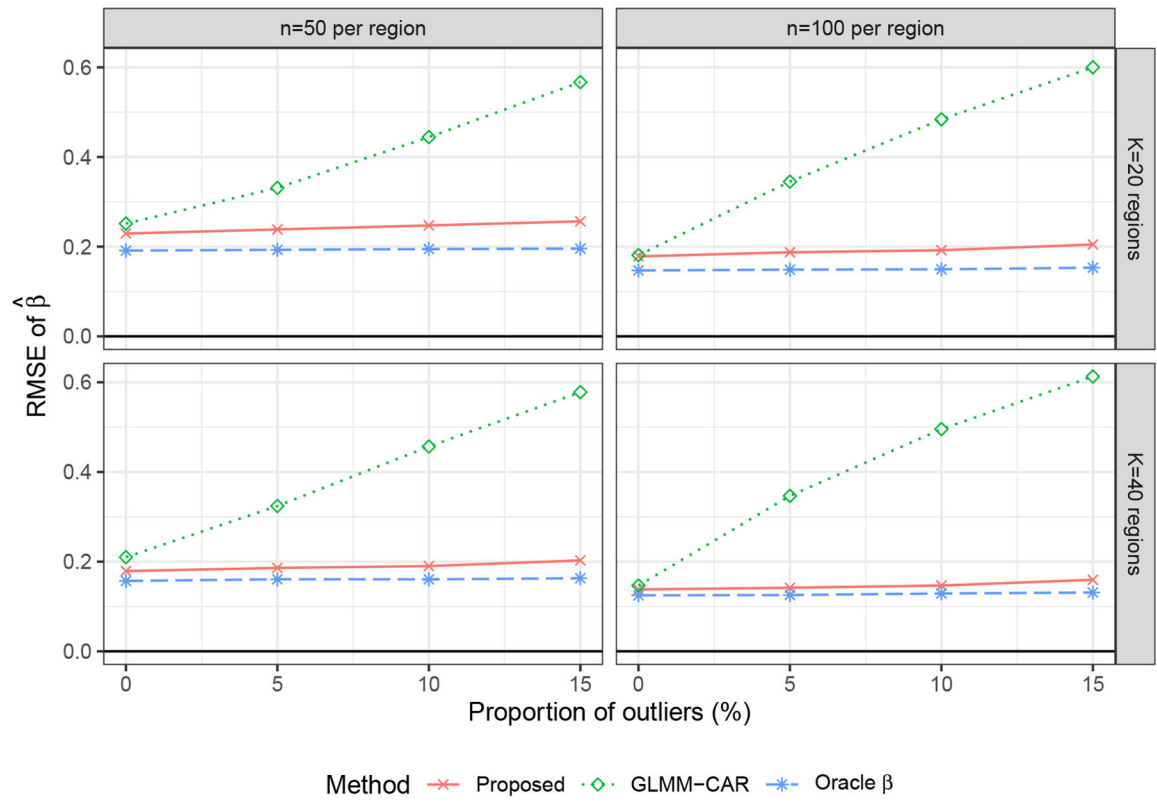 n=50 per region
n=100 per region
0.6
0.4
0.2
0.0
K=20 regions
0.6
0.4
0.2
0.0
K=40 regions
0 5 10 15
0 5 10 15
RMSE of β̂
Proportion of outliers (%)
Method Proposed GLMM−CAR Oracle β